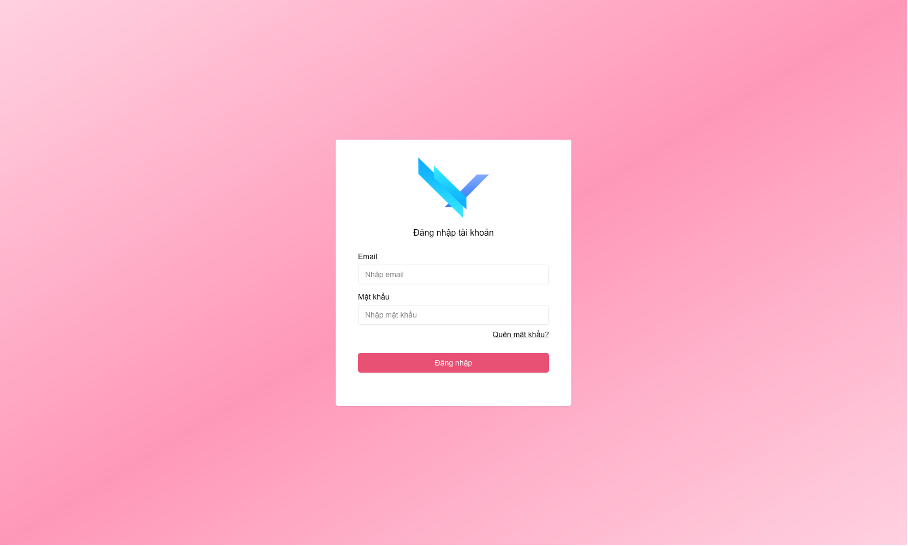 Đăng nhập tài khoản
Email
Nhập email
Mật khẩu
Nhập mật khẩu
Quên mật khẩu?
Đăng nhập